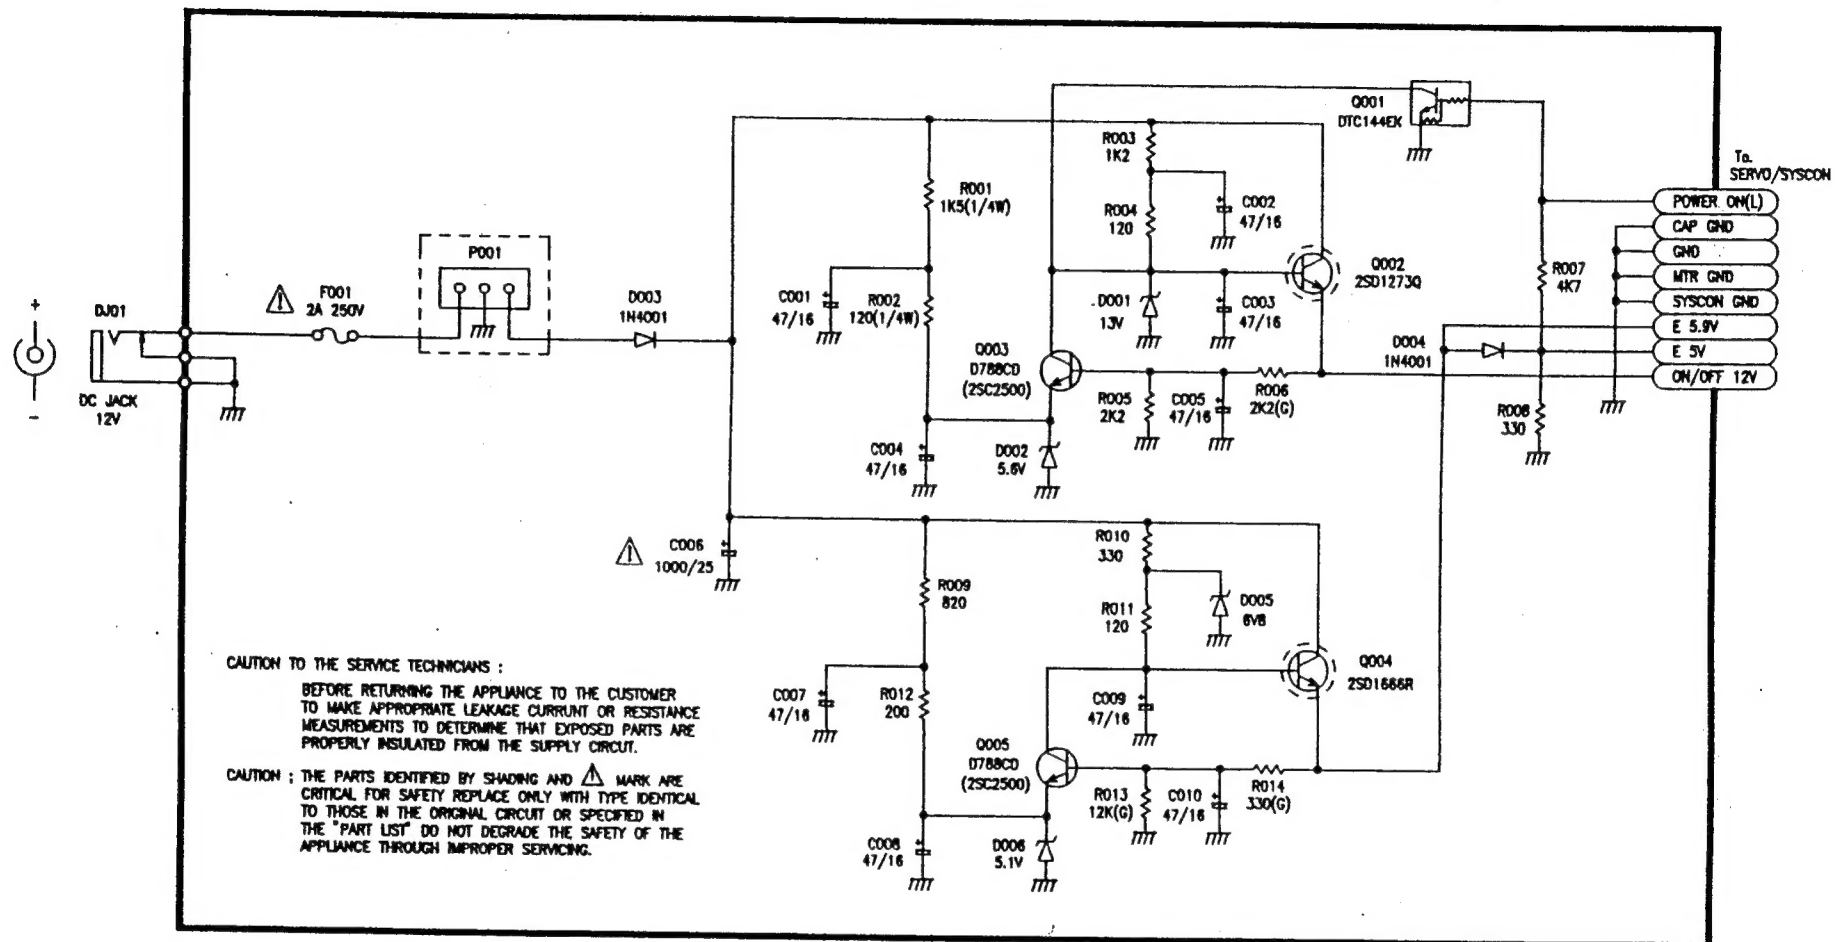 Q001
DTC144EK
To.
SERVO/SYSCON
R003
1K2
POWER ON(L)
R001
1K5(1/4W)
R004
120
C002
47/16
CAP GND
GND
P001
Q002
2SD1273Q
R007
4K7
MTR GND
SYSCON GND
F001
2A 250V
D003
1N4001
C001
47/16
R002
120(1/4W)
D001
13V
C003
47/16
E 5.9V
+
DJ01
Q003
D788CD
(2SC2500)
D004
1N4001
E 5V
ON/OFF 12V
-
DC JACK
12V
R005
2K2
C005
47/16
R006
2K2(G)
R008
330
C004
47/16
D002
5.6V
C006
1000/25
R010
330
R009
820
R011
120
D005
6V8
CAUTION TO THE SERVICE TECHNICIANS :
BEFORE RETURNING THE APPLIANCE TO THE CUSTOMER
TO MAKE APPROPRIATE LEAKAGE CURRUNT OR RESISTANCE
MEASUREMENTS TO DETERMINE THAT EXPOSED PARTS ARE
PROPERLY INSULATED FROM THE SUPPLY CIRCUT.
C007
47/16
R012
200
C009
47/16
Q004
2SD1666R
Q005
D788CD
(2SC2500)
CAUTION : THE PARTS IDENTIFIED BY SHADING AND ⚠ MARK ARE
CRITICAL FOR SAFETY REPLACE ONLY WITH TYPE IDENTICAL
TO THOSE IN THE ORIGINAL CIRCUIT OR SPECIFIED IN
THE "PART LIST" DO NOT DEGRADE THE SAFETY OF THE
APPLIANCE THROUGH IMPROPER SERVICING.
R013
12K(G)
C010
47/16
R014
330(G)
C008
47/16
D006
5.1V